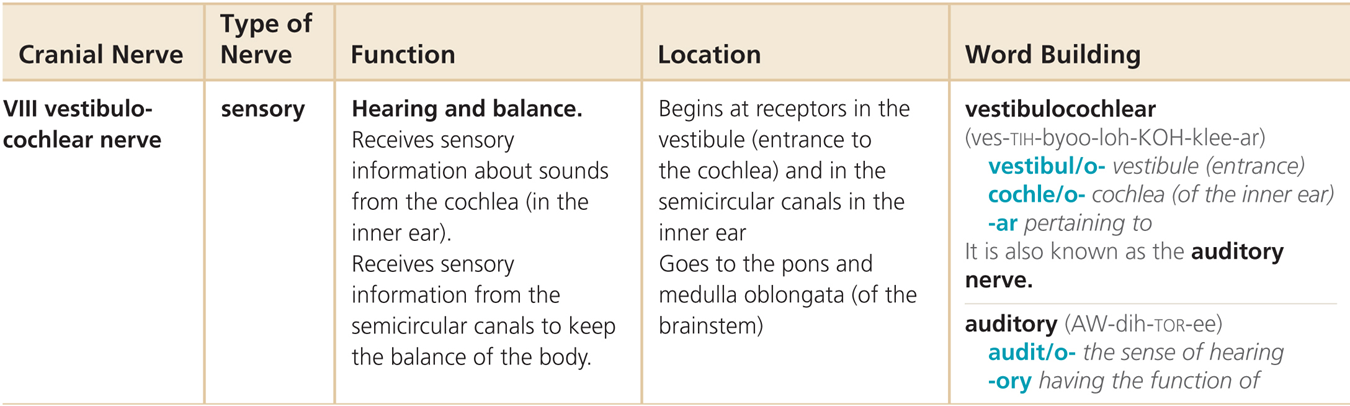 Cranial Nerve
Type of
Nerve
Function
Location
Word Building
VIII vestibulo-
cochlear nerve
sensory
Hearing and balance.
Receives sensory
information about sounds
from the cochlea (in the
inner ear).
Receives sensory
information from the
semicircular canals to keep
the balance of the body.
Begins at receptors in the
vestibule (entrance to
the cochlea) and in the
semicircular canals in the
inner ear
Goes to the pons and
medulla oblongata (of the
brainstem)
vestibulocochlear
(ves-TIH-byoo-loh-KOH-klee-ar)
vestibul/o- vestibule (entrance)
cochle/o- cochlea (of the inner ear)
-ar pertaining to
It is also known as the auditory
nerve.
auditory (AW-dih-TOR-ee)
audit/o- the sense of hearing
-ory having the function of